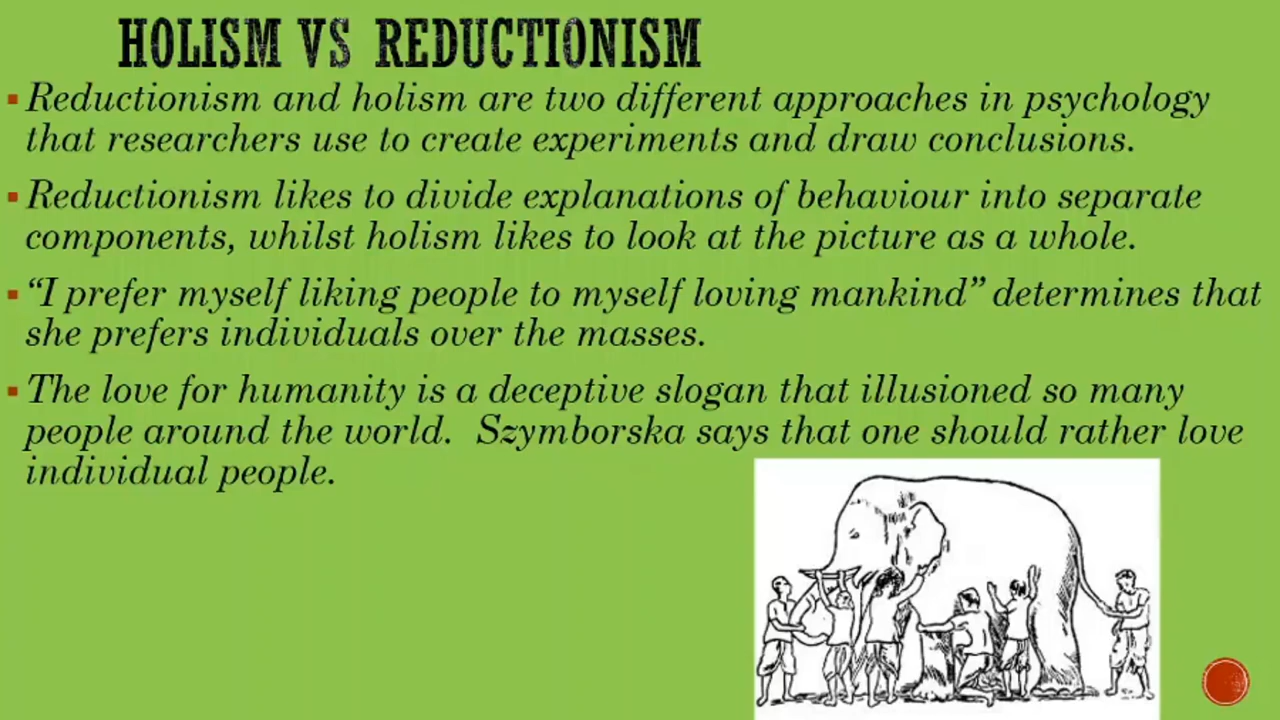 HOLISM VS REDUCTIONISM
▪ Reductionism and holism are two different approaches in psychology
that researchers use to create experiments and draw conclusions.
▪ Reductionism likes to divide explanations of behaviour into separate
components, whilst holism likes to look at the picture as a whole.
▪ “I prefer myself liking people to myself loving mankind” determines that
she prefers individuals over the masses.
▪ The love for humanity is a deceptive slogan that illusioned so many
people around the world.  Szymborska says that one should rather love
individual people.